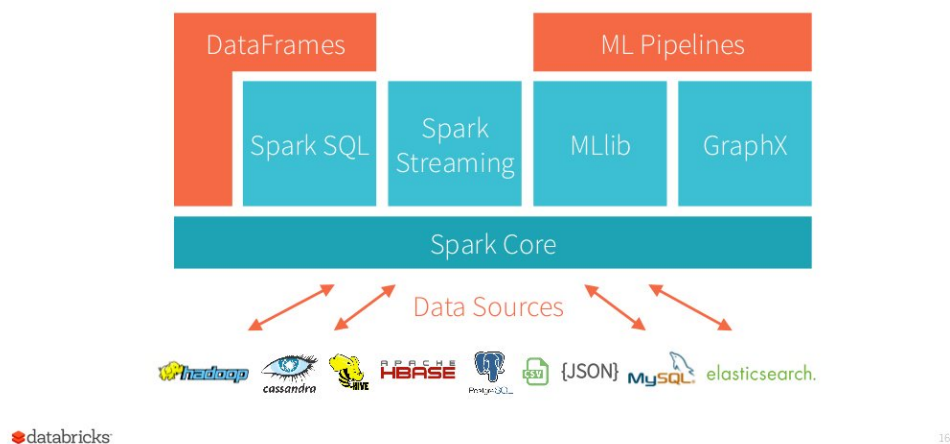 DataFrames
ML Pipelines
Spark SQL
Spark
Streaming
MLlib
GraphX
Spark Core
Data Sources
hadoop
cassandra
HIVE
APACHE
HBASE
PostgreSQL
CSV
{JSON}
MySQL
elasticsearch.
databricks
16